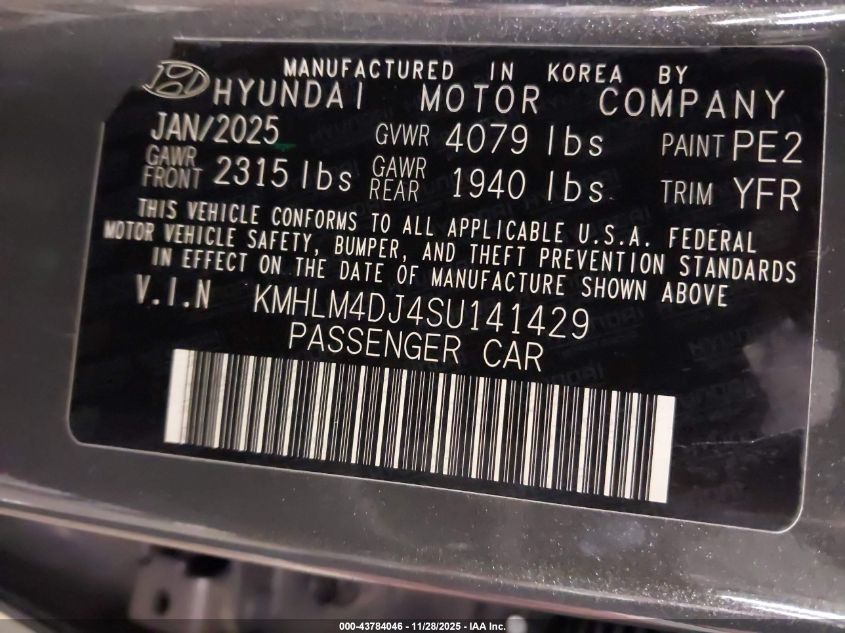 MANUFACTURED IN KOREA BY
HYUNDAI MOTOR COMPANY
JAN/2025 GVWR 4079 lbs PAINT PE2
GAWR FRONT 2315 lbs GAWR REAR 1940 lbs TRIM YFR
THIS VEHICLE CONFORMS TO ALL APPLICABLE U.S.A. FEDERAL
MOTOR VEHICLE SAFETY, BUMPER, AND THEFT PREVENTION STANDARDS
IN EFFECT ON THE DATE OF MANUFACTURE SHOWN ABOVE
V.I.N KMHLM4DJ4SU141429
PASSENGER CAR
000-43784046 - 11/28/2025 - IAA Inc.